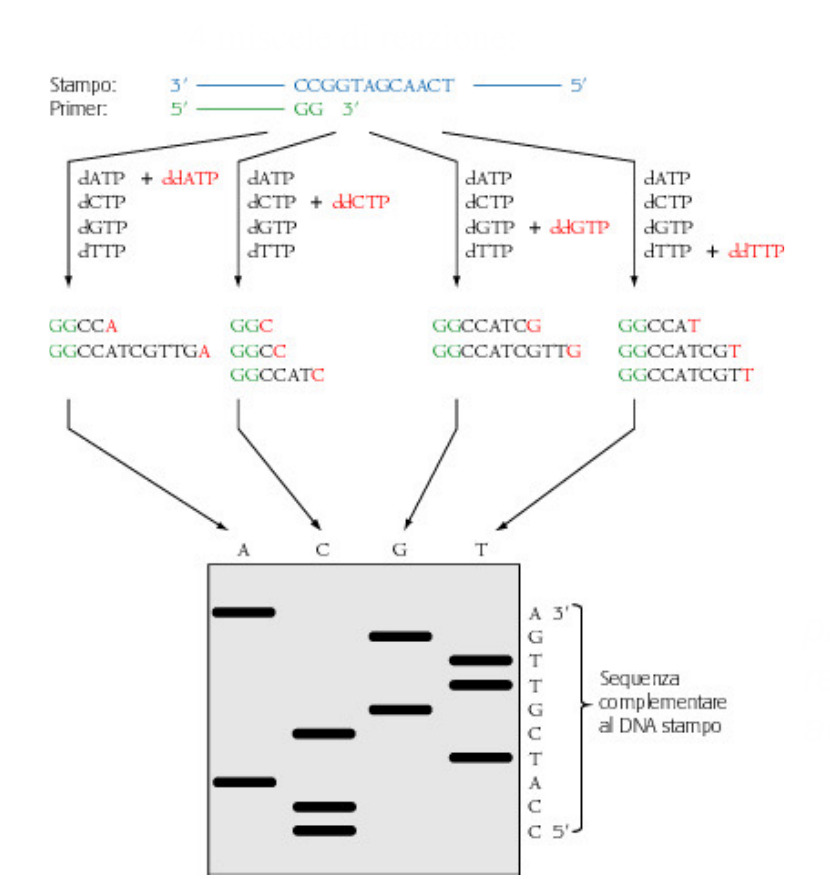 Stampo: 3′ CCGGTAGCAACT 5′
Primer: 5′ GG 3′
dATP + ddATP
dCTP
dGTP
dTTP
dATP
dCTP + ddCTP
dGTP
dTTP
dATP
dCTP
dGTP + ddGTP
dTTP
dATP
dCTP
dGTP
dTTP + ddTTP
GGCCA
GGCCATCGTTGA
GGC
GGCC
GGCCATC
GGCCATCG
GGCCATCGTTG
GGCCAT
GGCCATCGT
GGCCATCGTT
A C G T
A 3′
G
T
T
G
C
T
A
C
C 5′
Sequenza
complementare
al DNA stampo